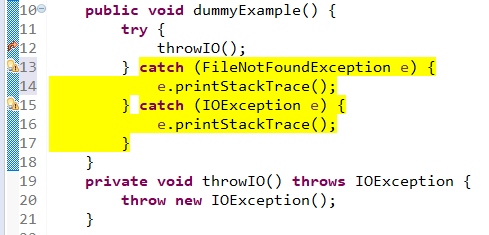 10 public void dummyExample() {
11 try {
12 throwIO();
13 } catch (FileNotFoundException e) {
14 e.printStackTrace();
15 } catch (IOException e) {
16 e.printStackTrace();
17 }
18 }
19 private void throwIO() throws IOException {
20 throw new IOException();
21 }